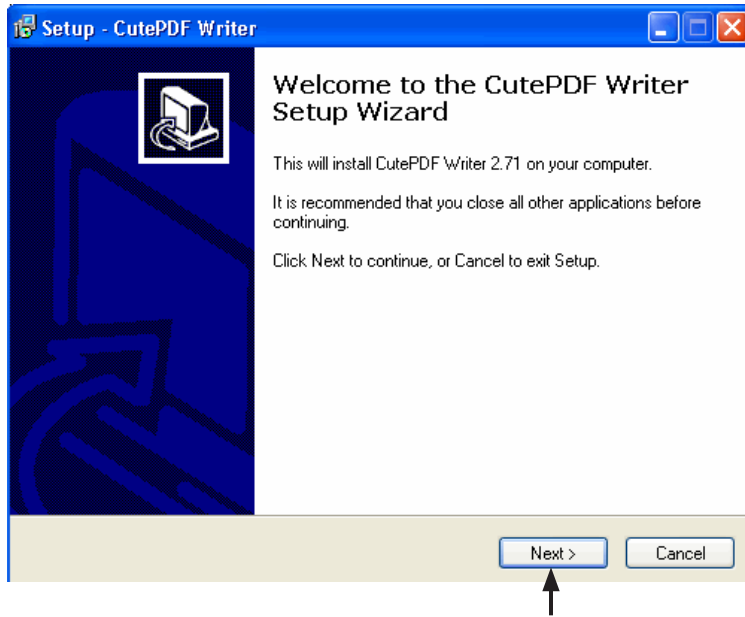 Setup - CutePDF Writer
Welcome to the CutePDF Writer
Setup Wizard
This will install CutePDF Writer 2.71 on your computer.
It is recommended that you close all other applications before
continuing.
Click Next to continue, or Cancel to exit Setup.
Next >
Cancel